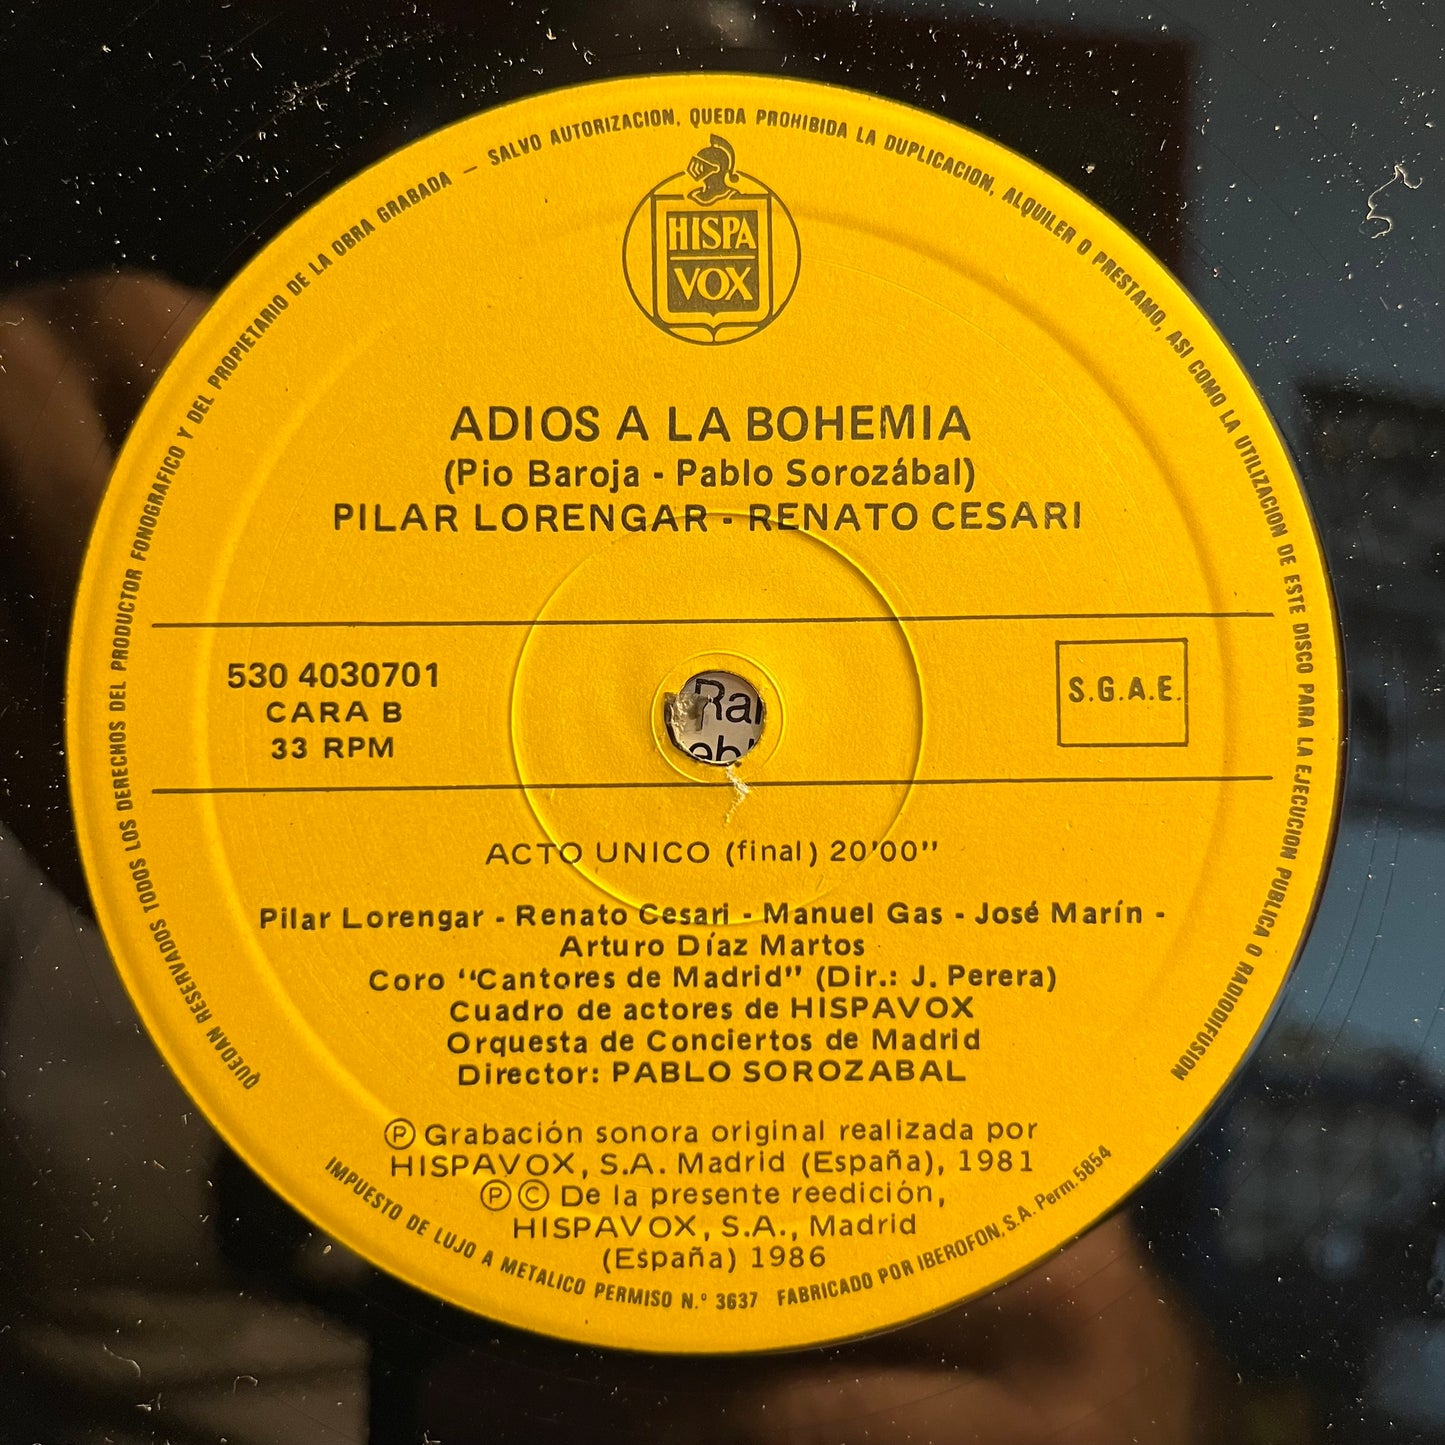 QUEDAN RESERVADOS TODOS LOS DERECHOS DEL PRODUCTOR FONOGRAFICO Y DEL PROPIETARIO DE LA OBRA GRABADA — SALVO AUTORIZACION, QUEDA PROHIBIDA LA DUPLICACION, ALQUILER O PRESTAMO, ASI COMO LA UTILIZACION DE ESTE DISCO PARA LA EJECUCION PUBLICA O RADIODIFUSION
HISPA
VOX
ADIOS A LA BOHEMIA
(Pio Baroja - Pablo Sorozábal)
PILAR LORENGAR - RENATO CESARI
530 4030701
CARA B
33 RPM
S.G.A.E.
ACTO UNICO (final) 20'00''
Pilar Lorengar - Renato Cesari - Manuel Gas - José Marín -
Arturo Díaz Martos
Coro "Cantores de Madrid" (Dir.: J. Perera)
Cuadro de actores de HISPAVOX
Orquesta de Conciertos de Madrid
Director: PABLO SOROZABAL
Ⓟ Grabación sonora original realizada por
HISPAVOX, S.A. Madrid (España), 1981
Ⓟ © De la presente reedición,
HISPAVOX, S.A., Madrid
(España) 1986
IMPUESTO DE LUJO A METALICO PERMISO N.º 3637 FABRICADO POR IBEROFON, S.A. Perm. 5854